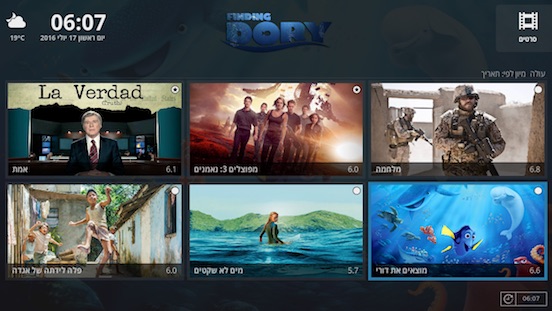 06:07
יום ראשון 17 יולי 2016
19°C
FINDING
DORY
סרטים
עולה מיון לפי: תאריך
La Verdad
(Truth)
אמת 6.1
מפוצלים 3: נאמנים 6.0
מלחמה 6.8
פלה לידתה של אגדה 6.0
מים לא שקטים 5.7
מוצאים את דורי 6.6
06:07